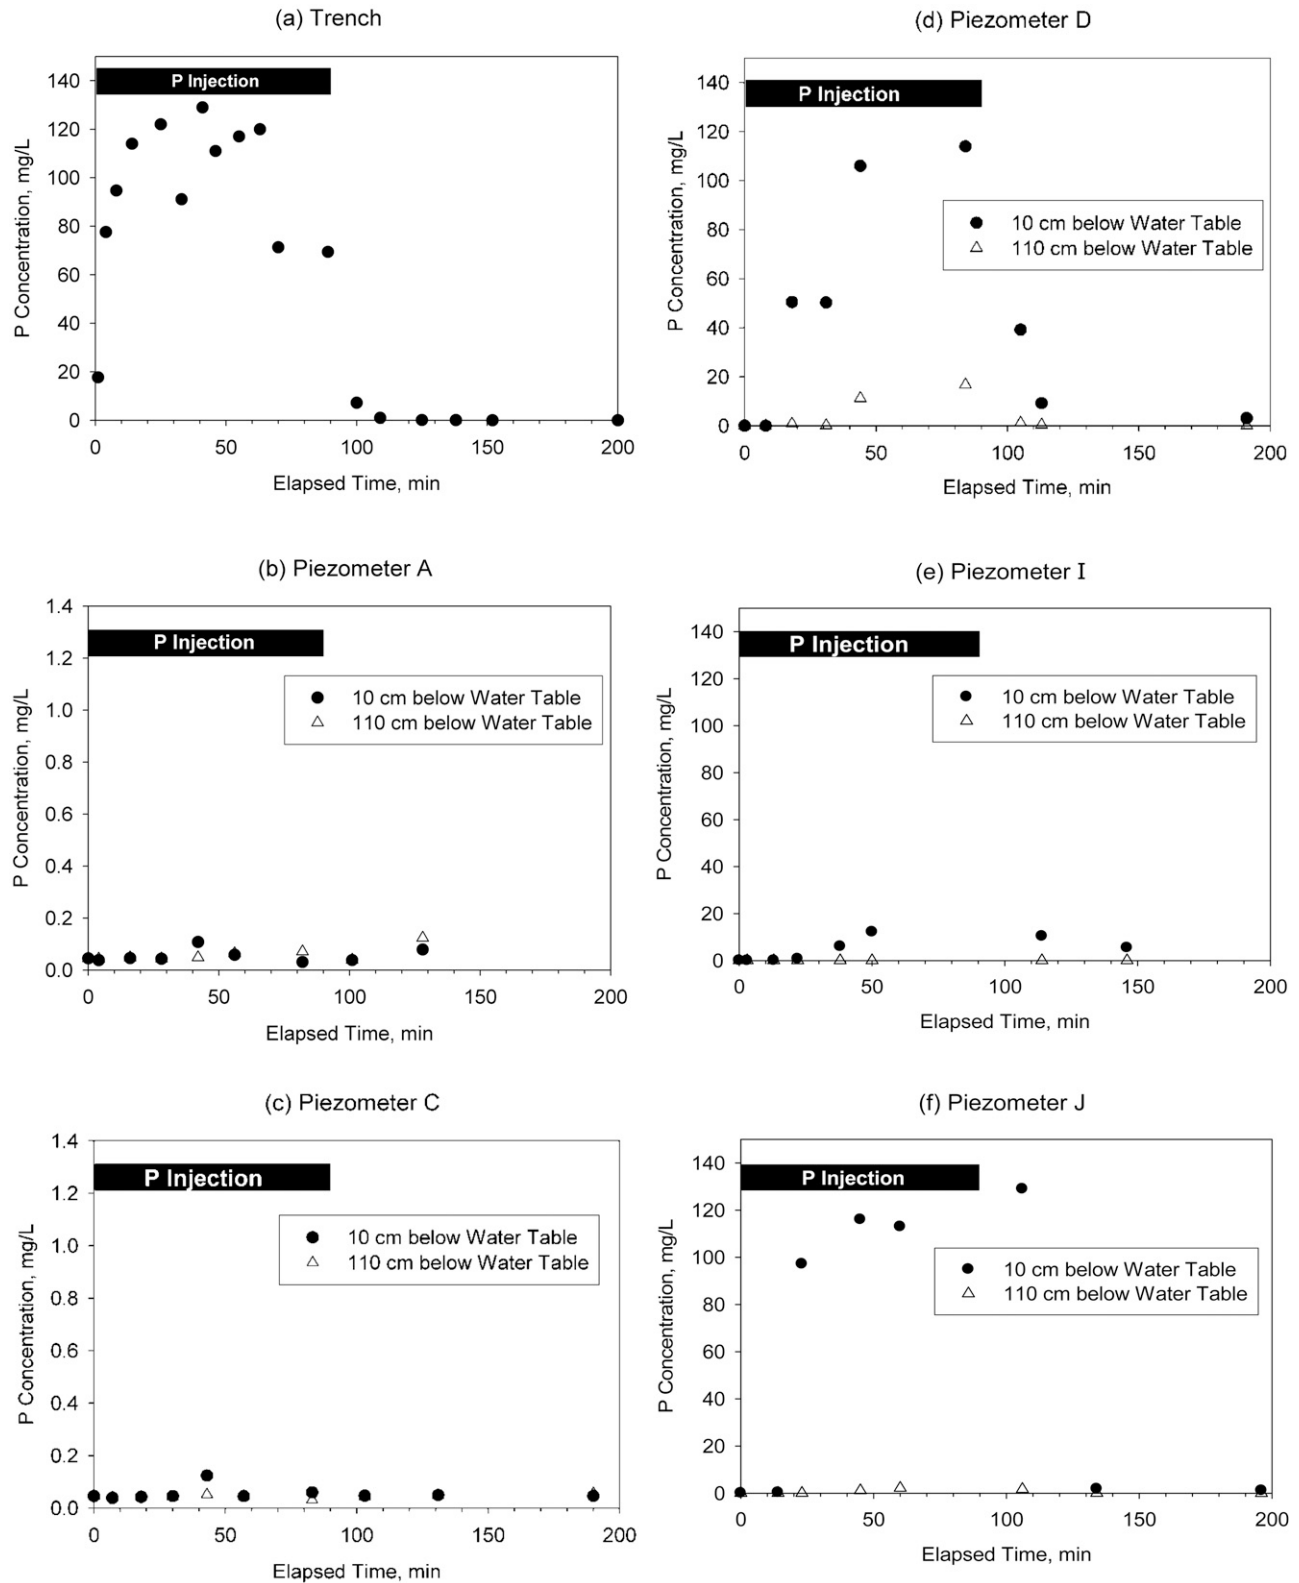 (a) Trench
P Injection
140
120
100
80
60
40
20
0
P Concentration, mg/L
0 50 100 150 200
Elapsed Time, min
(d) Piezometer D
P Injection
140
120
100
80
60
40
20
0
P Concentration, mg/L
10 cm below Water Table
110 cm below Water Table
0 50 100 150 200
Elapsed Time, min
(b) Piezometer A
1.4
P Injection
1.2
1.0
0.8
0.6
0.4
0.2
0.0
P Concentration, mg/L
10 cm below Water Table
110 cm below Water Table
0 50 100 150 200
Elapsed Time, min
(e) Piezometer I
P Injection
140
120
100
80
60
40
20
0
P Concentration, mg/L
10 cm below Water Table
110 cm below Water Table
0 50 100 150 200
Elapsed Time, min
(c) Piezometer C
1.4
P Injection
1.2
1.0
0.8
0.6
0.4
0.2
0.0
P Concentration, mg/L
10 cm below Water Table
110 cm below Water Table
0 50 100 150 200
Elapsed Time, min
(f) Piezometer J
P Injection
140
120
100
80
60
40
20
0
P Concentration, mg/L
10 cm below Water Table
110 cm below Water Table
0 50 100 150 200
Elapsed Time, min